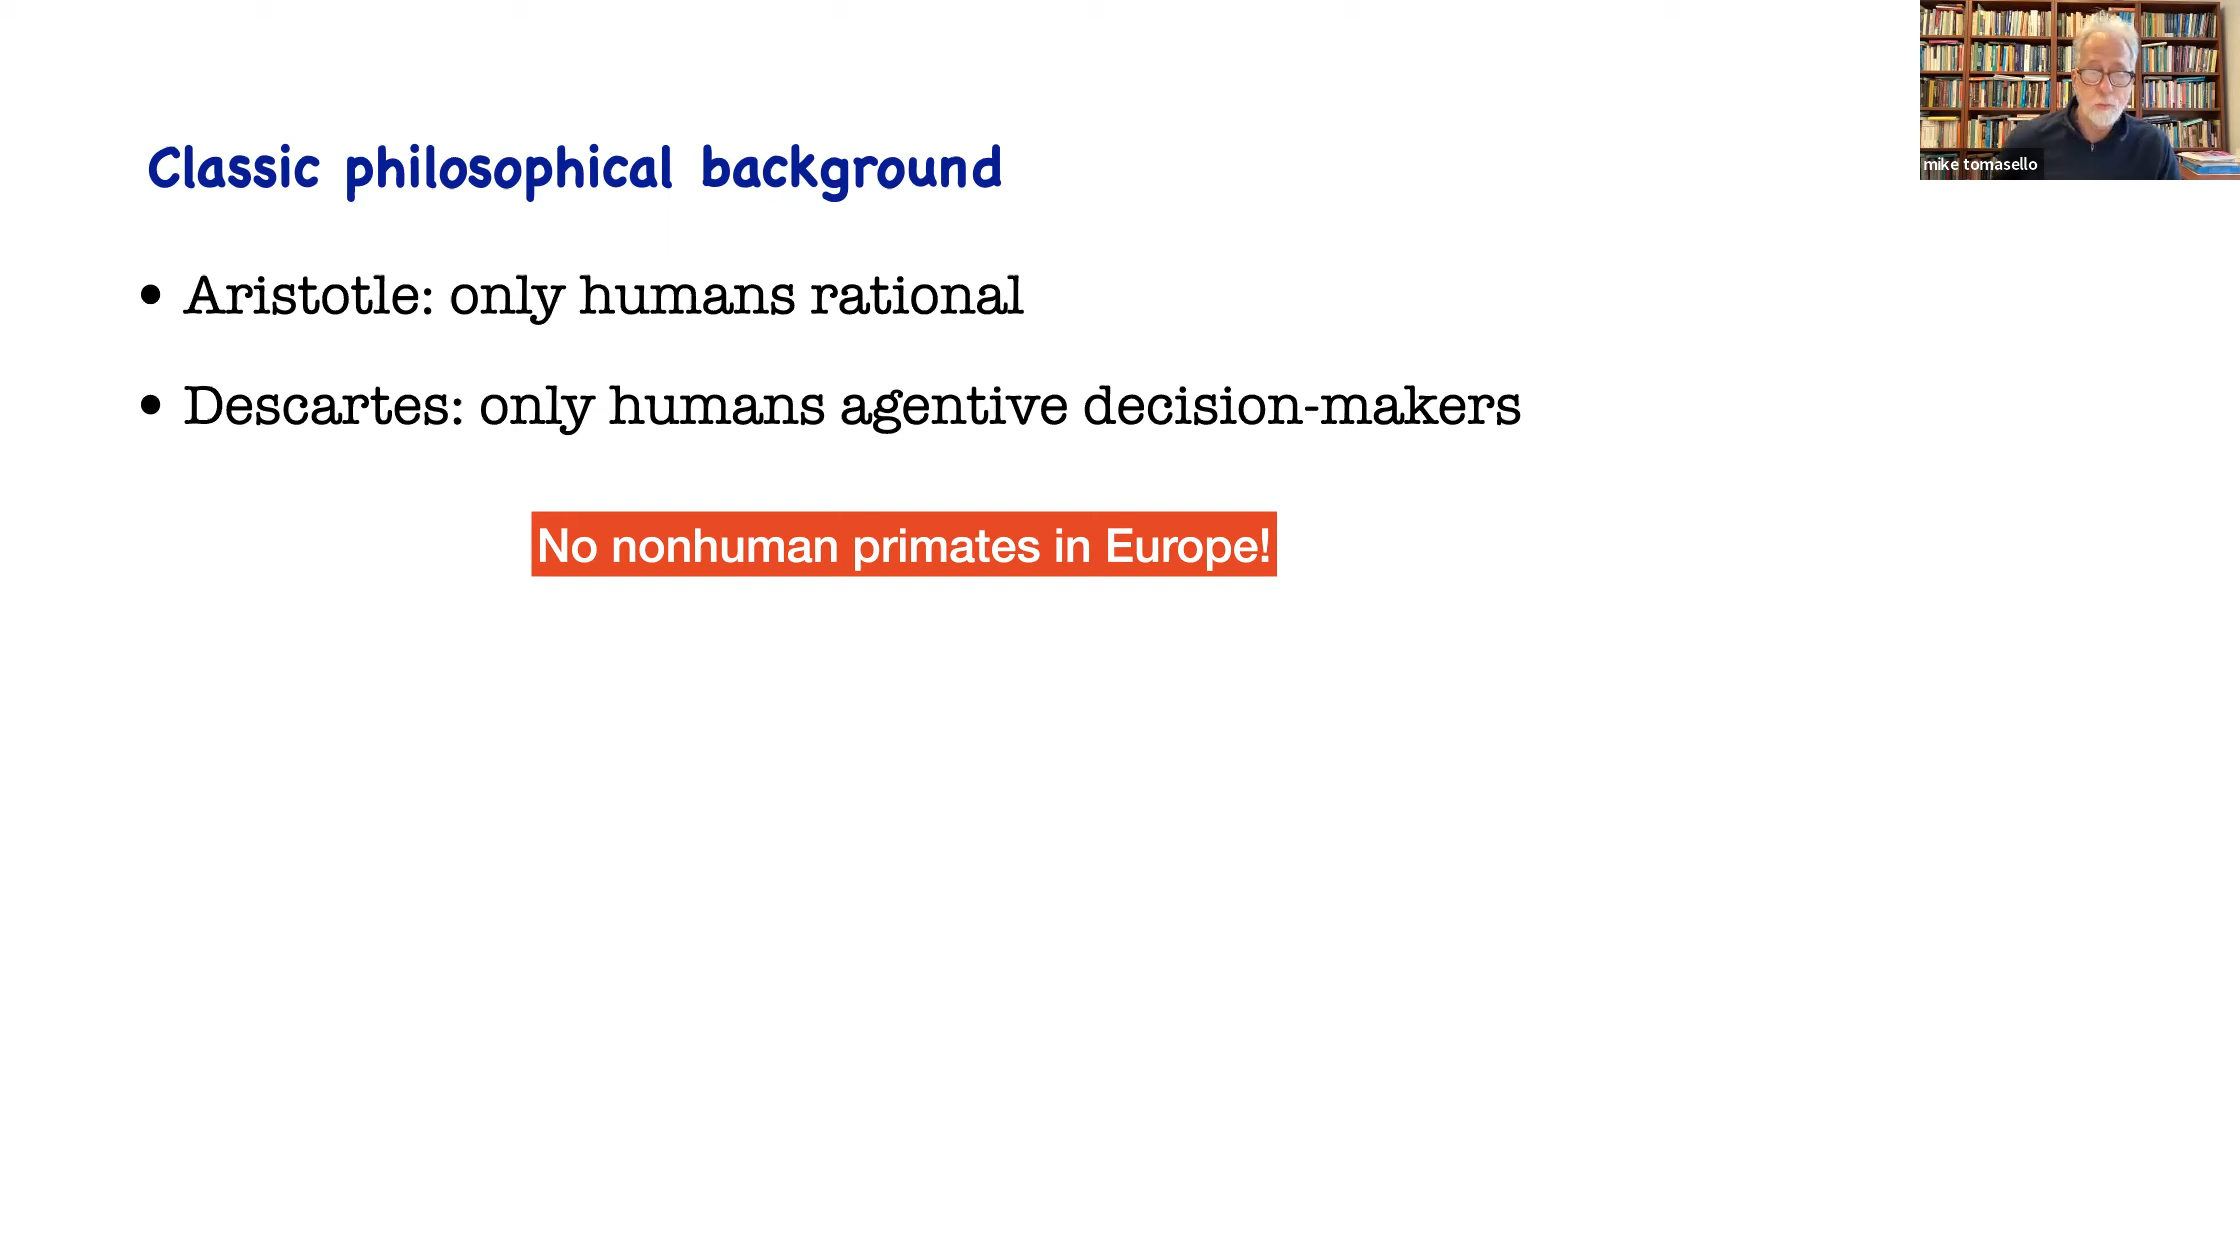 Classic philosophical background
• Aristotle: only humans rational
• Descartes: only humans agentive decision-makers
No nonhuman primates in Europe!
mike tomasello